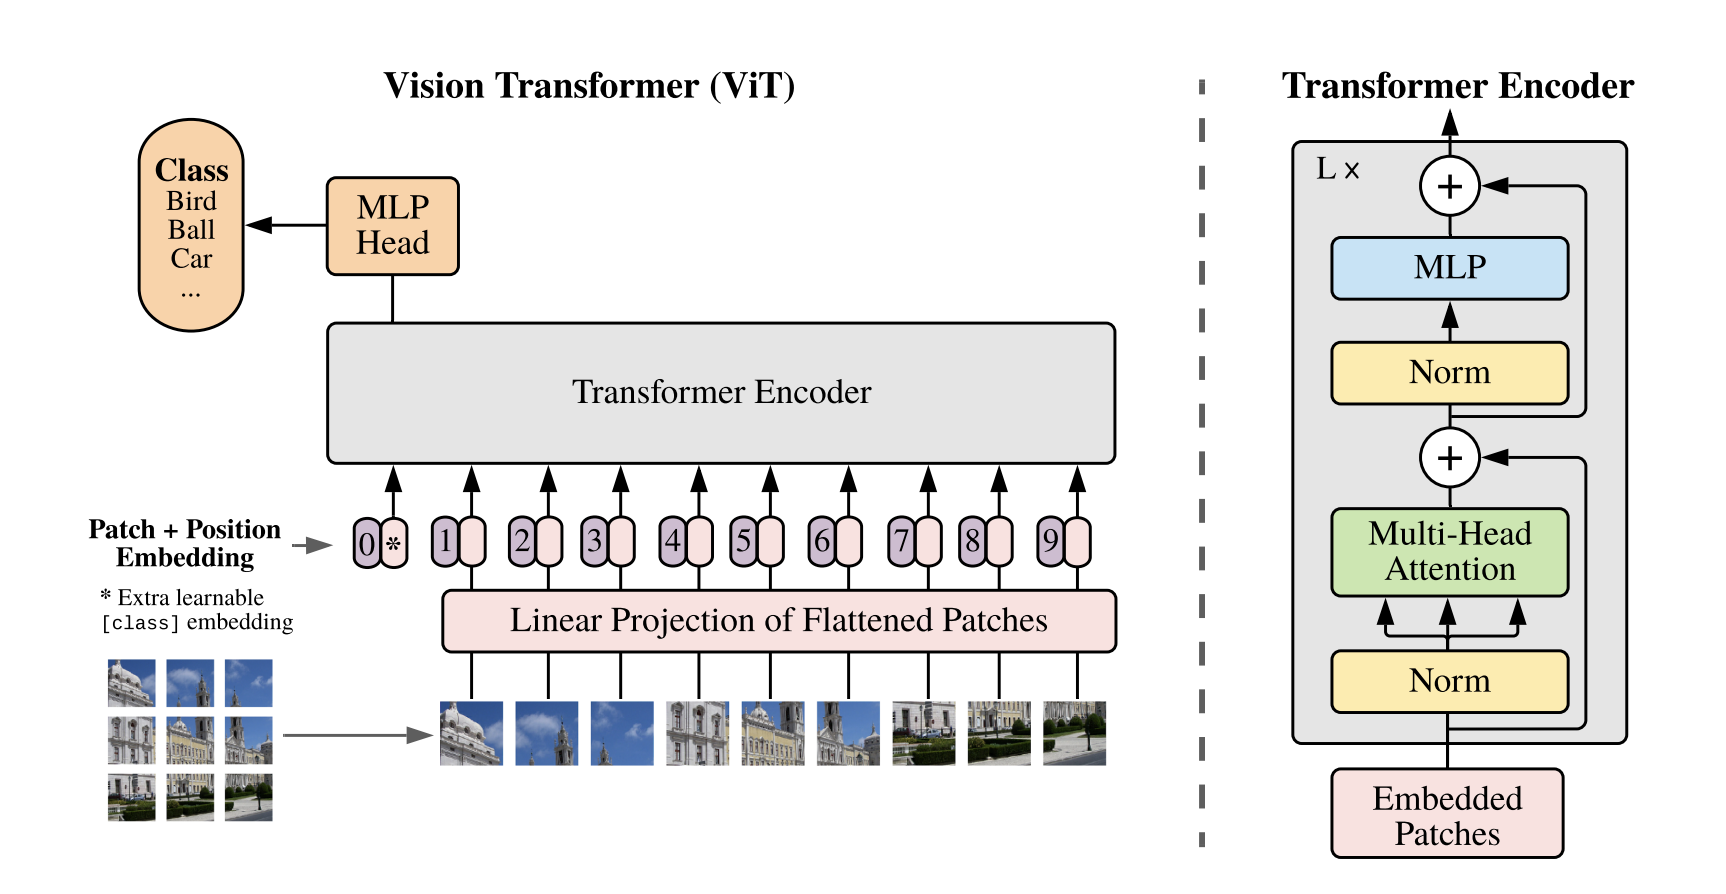 Vision Transformer (ViT)
Class
Bird
Ball
Car
...
MLP
Head
Transformer Encoder
Patch + Position
Embedding
* Extra learnable
[class] embedding
0 * 1 2 3 4 5 6 7 8 9
Linear Projection of Flattened Patches
Transformer Encoder
L x
+
MLP
Norm
+
Multi-Head
Attention
Norm
Embedded
Patches